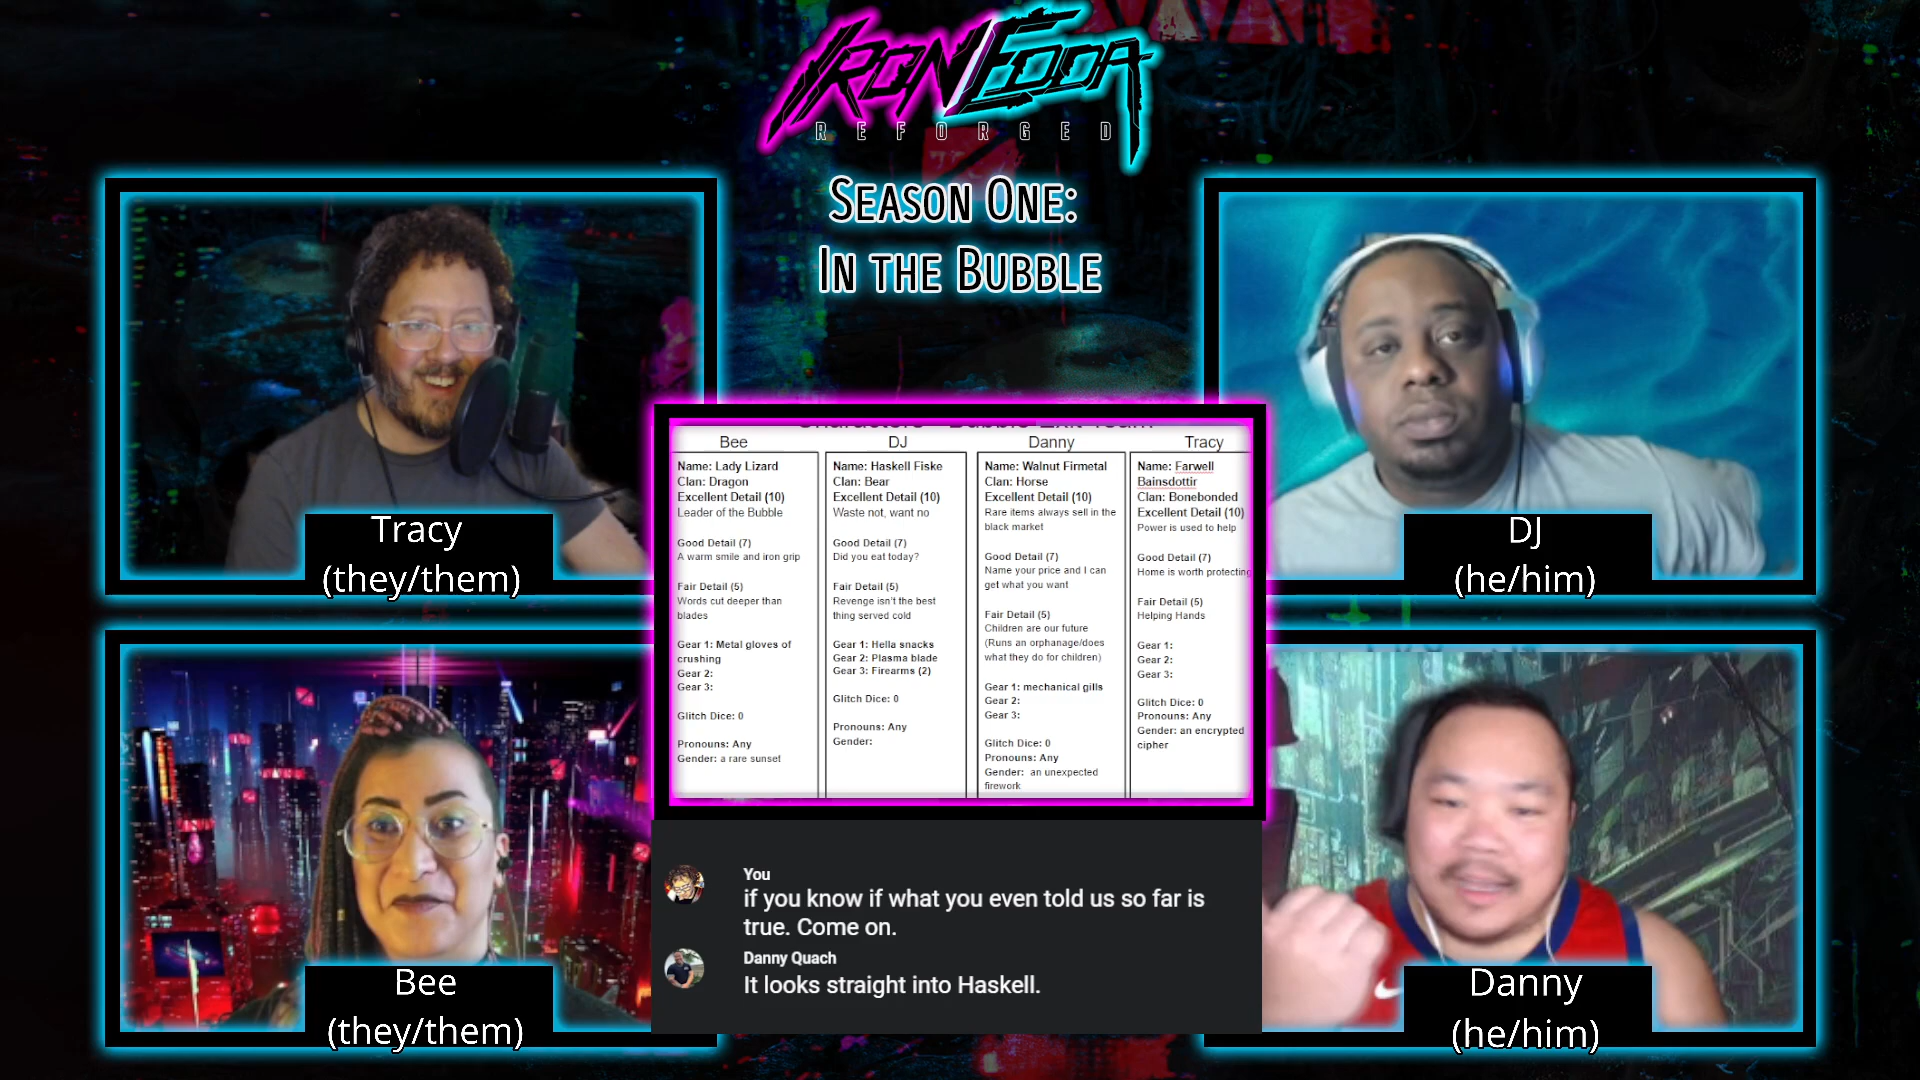 IRON EDDA
REFORGED
SEASON ONE:
IN THE BUBBLE
Tracy
(they/them)
DJ
(he/him)
Characters - Bubble Exit Team
Bee
Name: Lady Lizard
Clan: Dragon
Excellent Detail (10)
Leader of the Bubble
Good Detail (7)
A warm smile and iron grip
Fair Detail (5)
Words cut deeper than
blades
Gear 1: Metal gloves of
crushing
Gear 2:
Gear 3:
Glitch Dice: 0
Pronouns: Any
Gender: a rare sunset
DJ
Name: Haskell Fiske
Clan: Bear
Excellent Detail (10)
Waste not, want no
Good Detail (7)
Did you eat today?
Fair Detail (5)
Revenge isn't the best
thing served cold
Gear 1: Hella snacks
Gear 2: Plasma blade
Gear 3: Firearms (2)
Glitch Dice: 0
Pronouns: Any
Gender:
Danny
Name: Walnut Firmetal
Clan: Horse
Excellent Detail (10)
Rare items always sell in the
black market
Good Detail (7)
Name your price and I can
get what you want
Fair Detail (5)
Children are our future
(Runs an orphanage/does
what they do for children)
Gear 1: mechanical gills
Gear 2:
Gear 3:
Glitch Dice: 0
Pronouns: Any
Gender: an unexpected
firework
Tracy
Name: Farwell
Bainsdottir
Clan: Bonebonded
Excellent Detail (10)
Power is used to help
Good Detail (7)
Home is worth protecting
Fair Detail (5)
Helping Hands
Gear 1:
Gear 2:
Gear 3:
Glitch Dice: 0
Pronouns: Any
Gender: an encrypted
cipher
You
if you know if what you even told us so far is
true. Come on.
Danny Quach
It looks straight into Haskell.
Bee
(they/them)
Danny
(he/him)